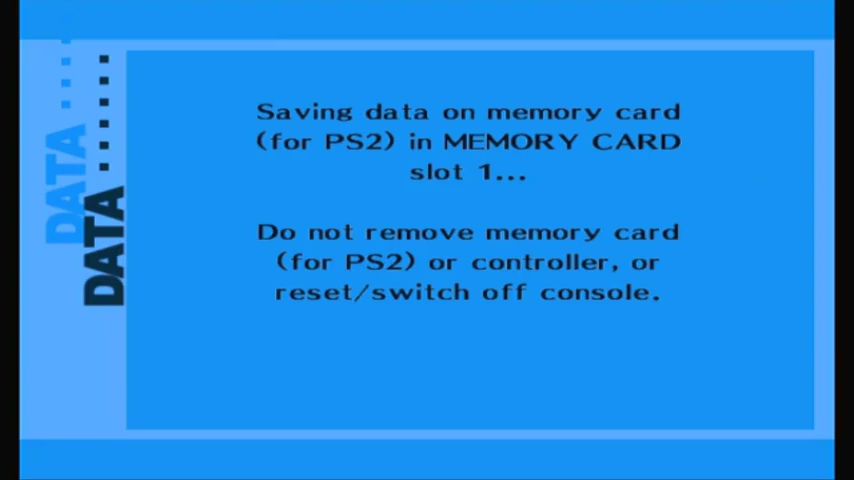 DATA
DATA
Saving data on memory card
(for PS2) in MEMORY CARD
slot 1...
Do not remove memory card
(for PS2) or controller, or
reset/switch off console.